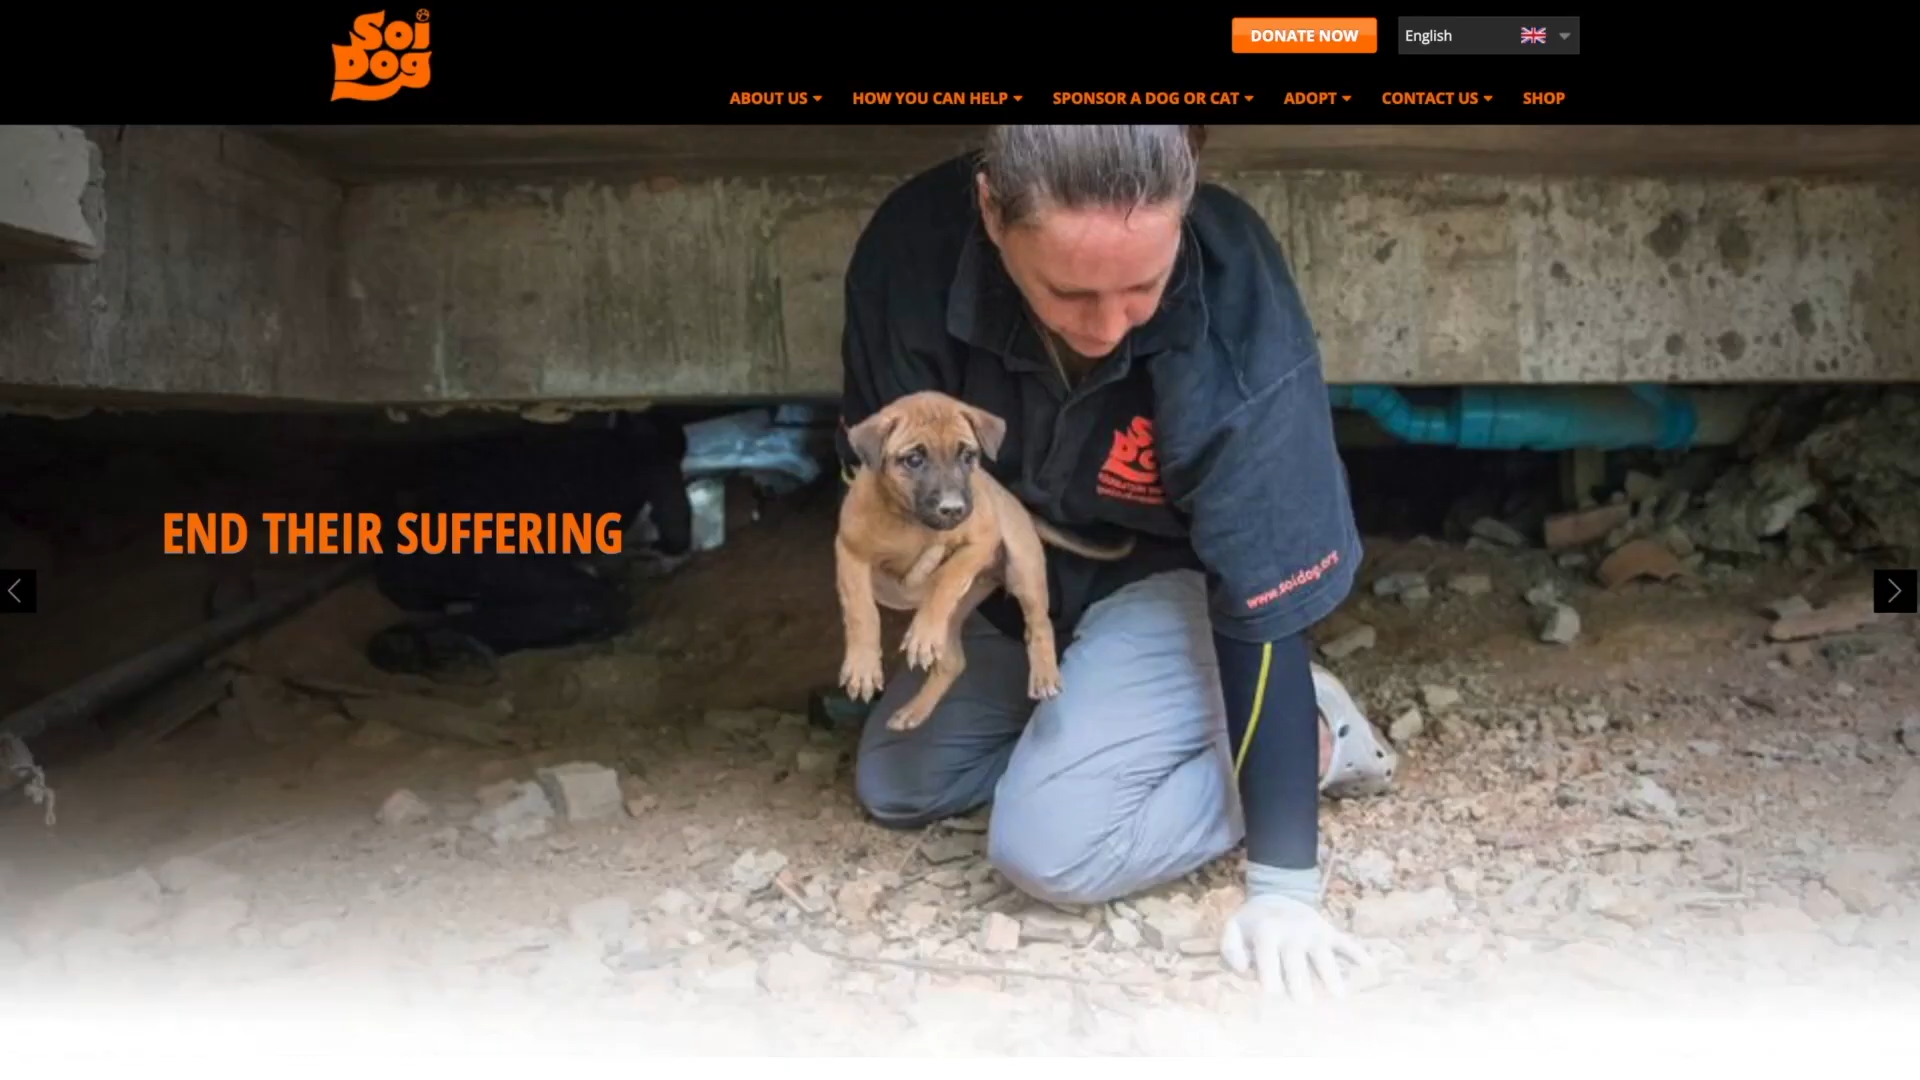 Soi
Dog
DONATE NOW
English
ABOUT US
HOW YOU CAN HELP
SPONSOR A DOG OR CAT
ADOPT
CONTACT US
SHOP
END THEIR SUFFERING
www.soidog.org